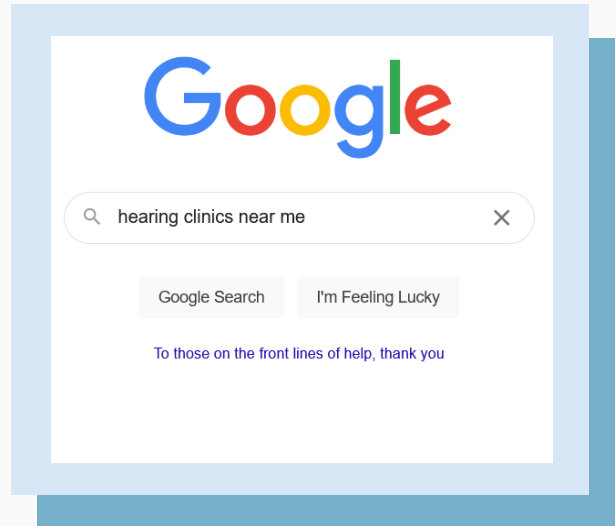 Google
hearing clinics near me
Google Search I'm Feeling Lucky
To those on the front lines of help, thank you